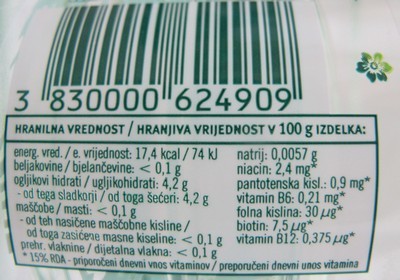 3 830000 624909
HRANILNA VREDNOST / HRANJIVA VRIJEDNOST V 100 g IZDELKA:
energ. vred. / e. vrijednost: 17,4 kcal / 74 kJ
beljakovine / bjelančevine: < 0,1 g
ogljikovi hidrati / ugljikohidrati: 4,2 g
- od tega sladkorji / od toga šećeri: 4,2 g
maščobe / masti: < 0,1 g
- od teh nasičene maščobne kisline /
od toga zasićene masne kiseline: < 0,1 g
prehr. vlaknine / dijetalna vlakna: < 0,1 g
natrij: 0,0057 g
niacin: 2,4 mg*
pantotenska kisl.: 0,9 mg*
vitamin B6: 0,21 mg*
folna kislina: 30 µg*
biotin: 7,5 µg*
vitamin B12: 0,375 µg*
* 15% RDA - priporočeni dnevni vnos vitaminov / preporučeni dnevni unos vitamina